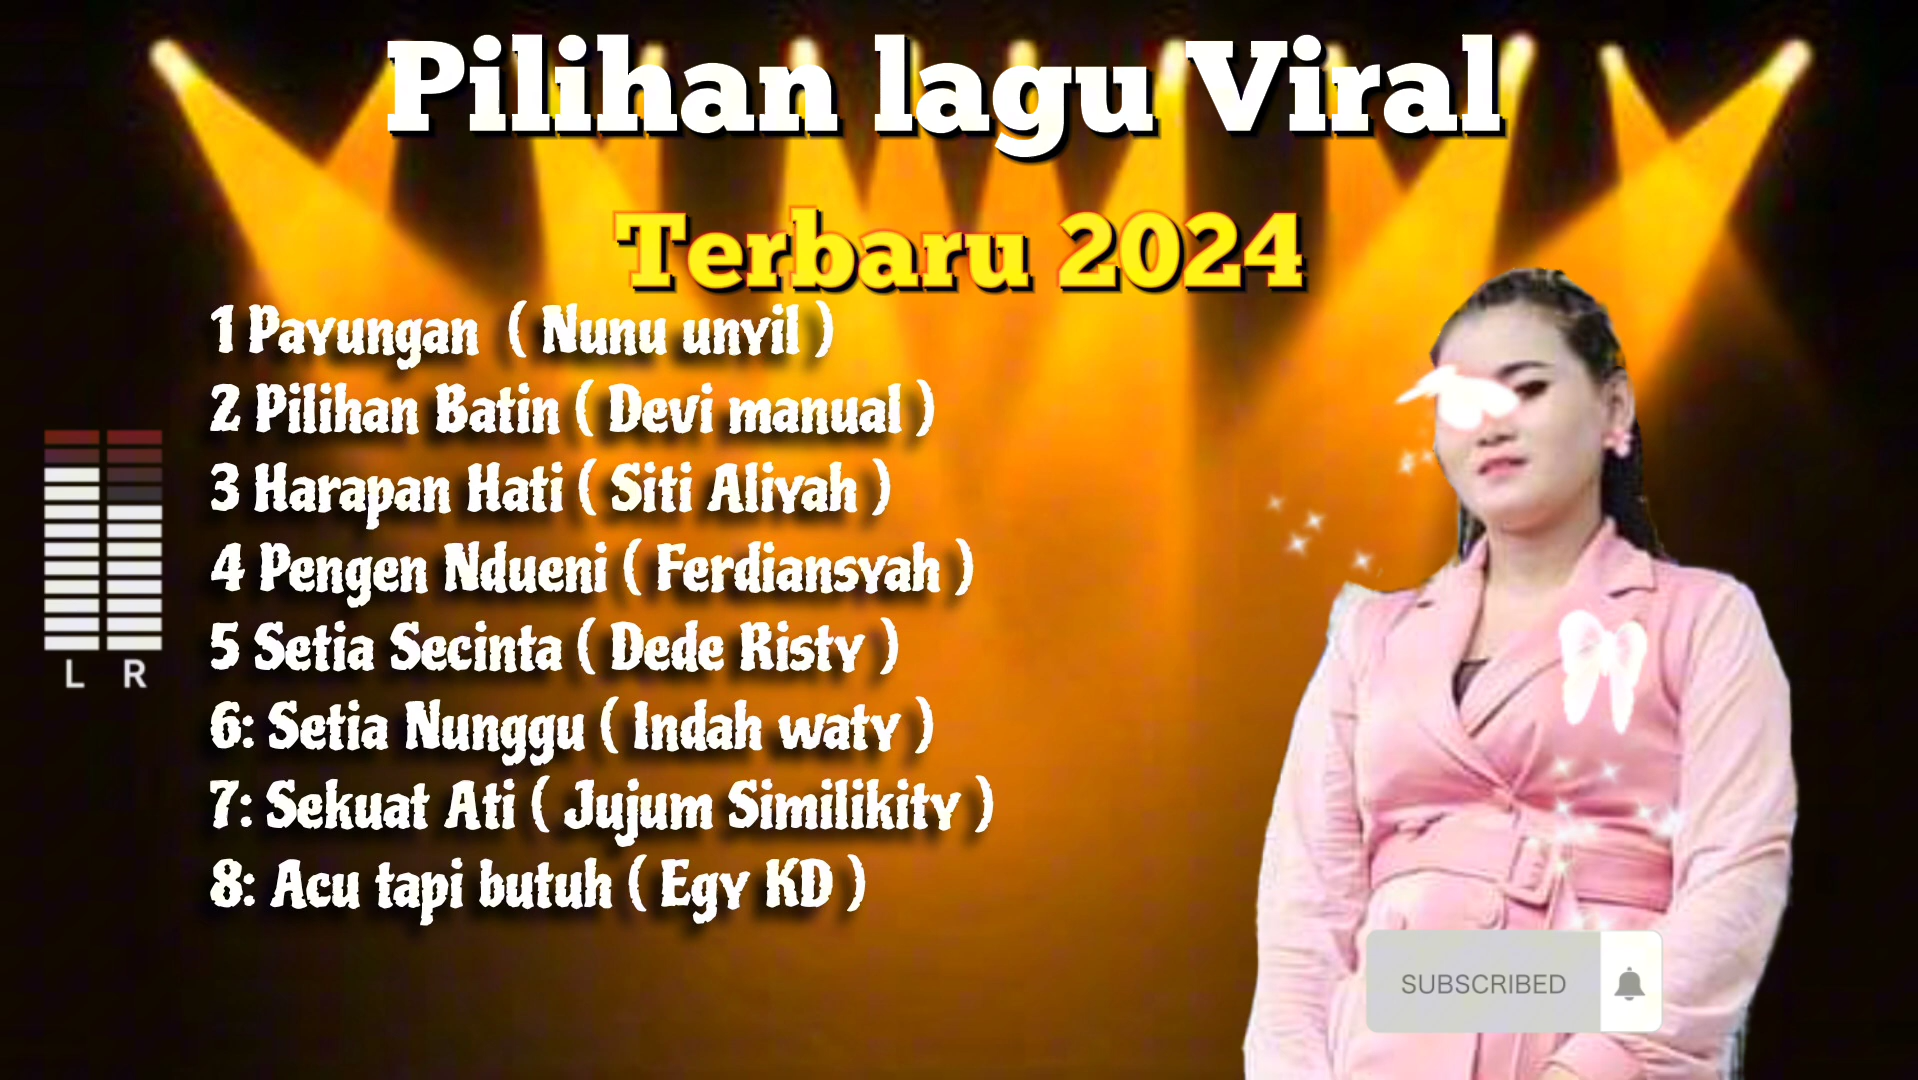 Pilihan lagu Viral
Terbaru 2024
1 Payungan ( Nunu unyil )
2 Pilihan Batin ( Devi manual )
3 Harapan Hati ( Siti Aliyah )
4 Pengen Ndueni ( Ferdiansyah )
5 Setia Secinta ( Dede Risty )
6: Setia Nunggu ( Indah waty )
7: Sekuat Ati ( Jujum Similikity )
8: Acu tapi butuh ( Egy KD )
L R
SUBSCRIBED